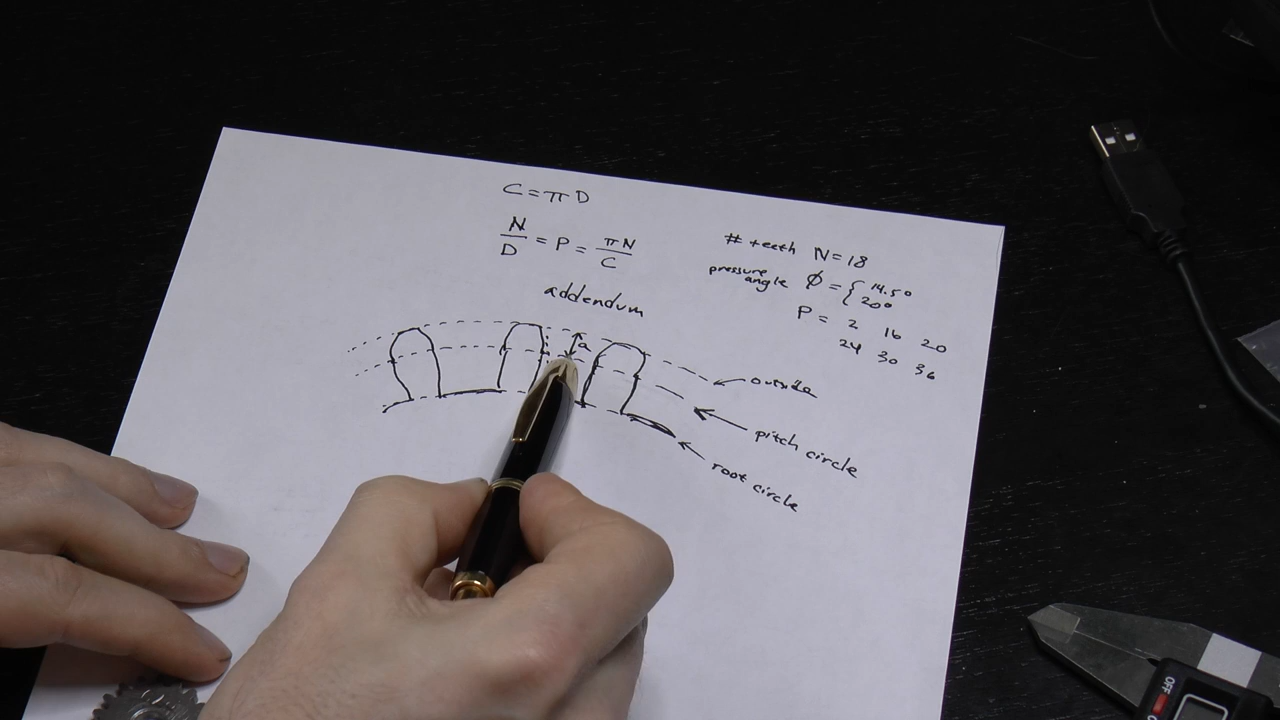 C = π D
N/D = P = πN/C
addendum
a
# teeth N = 18
pressure angle ϕ = { 14.5° 20°
P = 2 16 20
24 30 36
outside
pitch circle
root circle
OFF